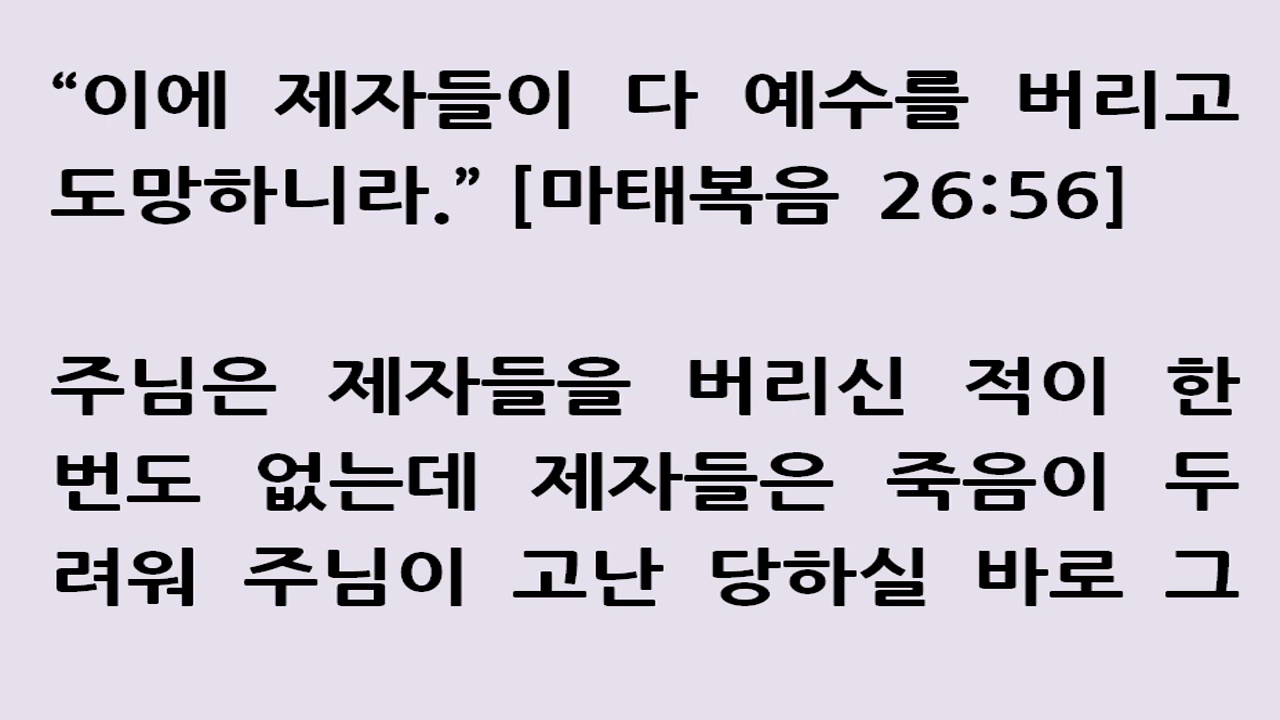 “이에 제자들이 다 예수를 버리고
도망하니라.” [마태복음 26:56]
주님은 제자들을 버리신 적이 한
번도 없는데 제자들은 죽음이 두
려워 주님이 고난 당하실 바로 그